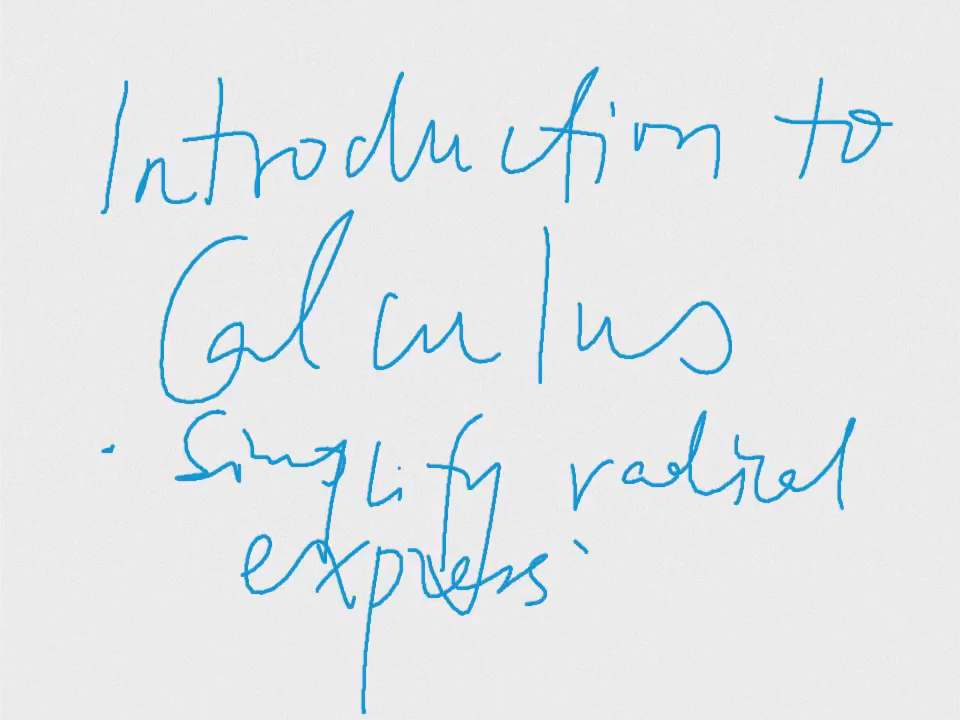 Introduction to
Calculus
· Simplify radical
express